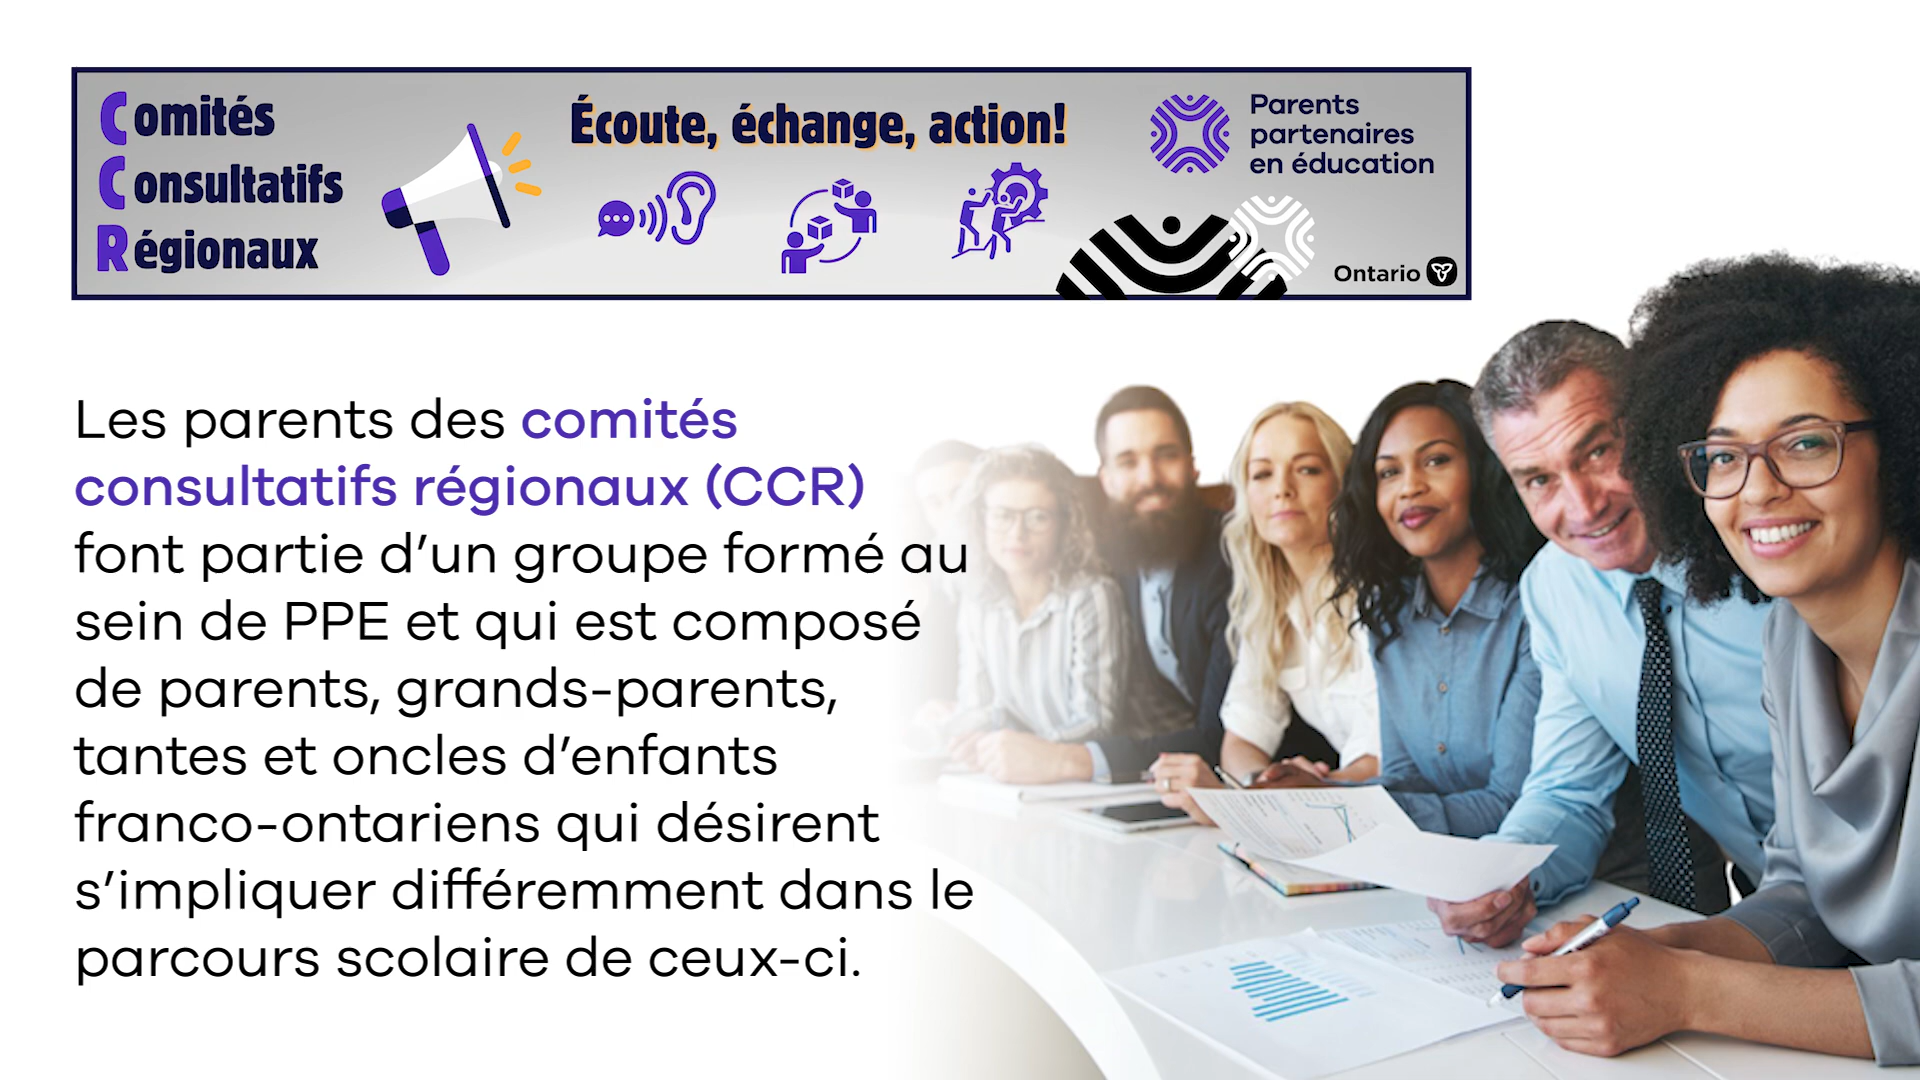 Comités
Consultatifs
Régionaux
Écoute, échange, action!
Parents
partenaires
en éducation
Ontario
Les parents des comités
consultatifs régionaux (CCR)
font partie d’un groupe formé au
sein de PPE et qui est composé
de parents, grands-parents,
tantes et oncles d’enfants
franco-ontariens qui désirent
s’impliquer différemment dans le
parcours scolaire de ceux-ci.